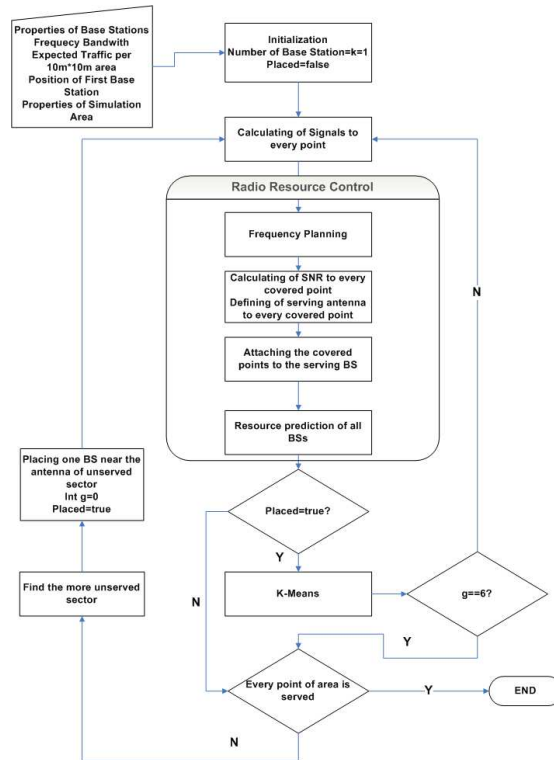 Properties of Base Stations
Frequecy Bandwith
Expected Traffic per
10m*10m area
Position of First Base
Station
Properties of Simulation
Area
Initialization
Number of Base Station=k=1
Placed=false
Calculating of Signals to
every point
Radio Resource Control
Frequency Planning
Calculating of SNR to every
covered point
Defining of serving antenna
to every covered point
Attaching the covered
points to the serving BS
Resource prediction of all
BSs
N
Placing one BS near the
antenna of unserved
sector
Int g=0
Placed=true
Placed=true?
Y
Find the more unserved
sector
N
K-Means
g==6?
Y
Every point of area is
served
Y
END
N